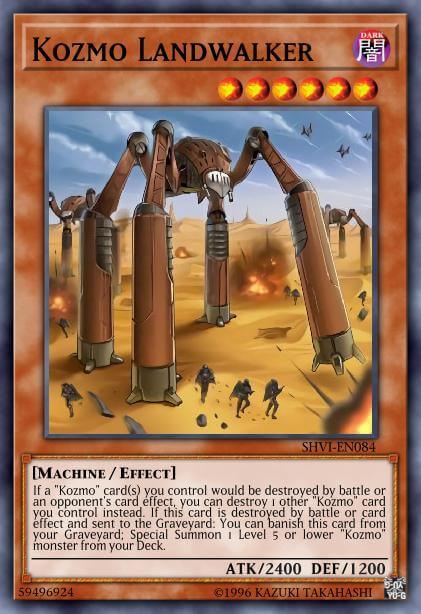 Kozmo Landwalker
DARK
闇
SHVI-EN084
[Machine / Effect]
If a "Kozmo" card(s) you control would be destroyed by battle or
an opponent's card effect, you can destroy 1 other "Kozmo" card
you control instead. If this card is destroyed by battle or card
effect and sent to the Graveyard: You can banish this card from
your Graveyard; Special Summon 1 Level 5 or lower "Kozmo"
monster from your Deck.
ATK/2400 DEF/1200
59496924 ©1996 KAZUKI TAKAHASHI